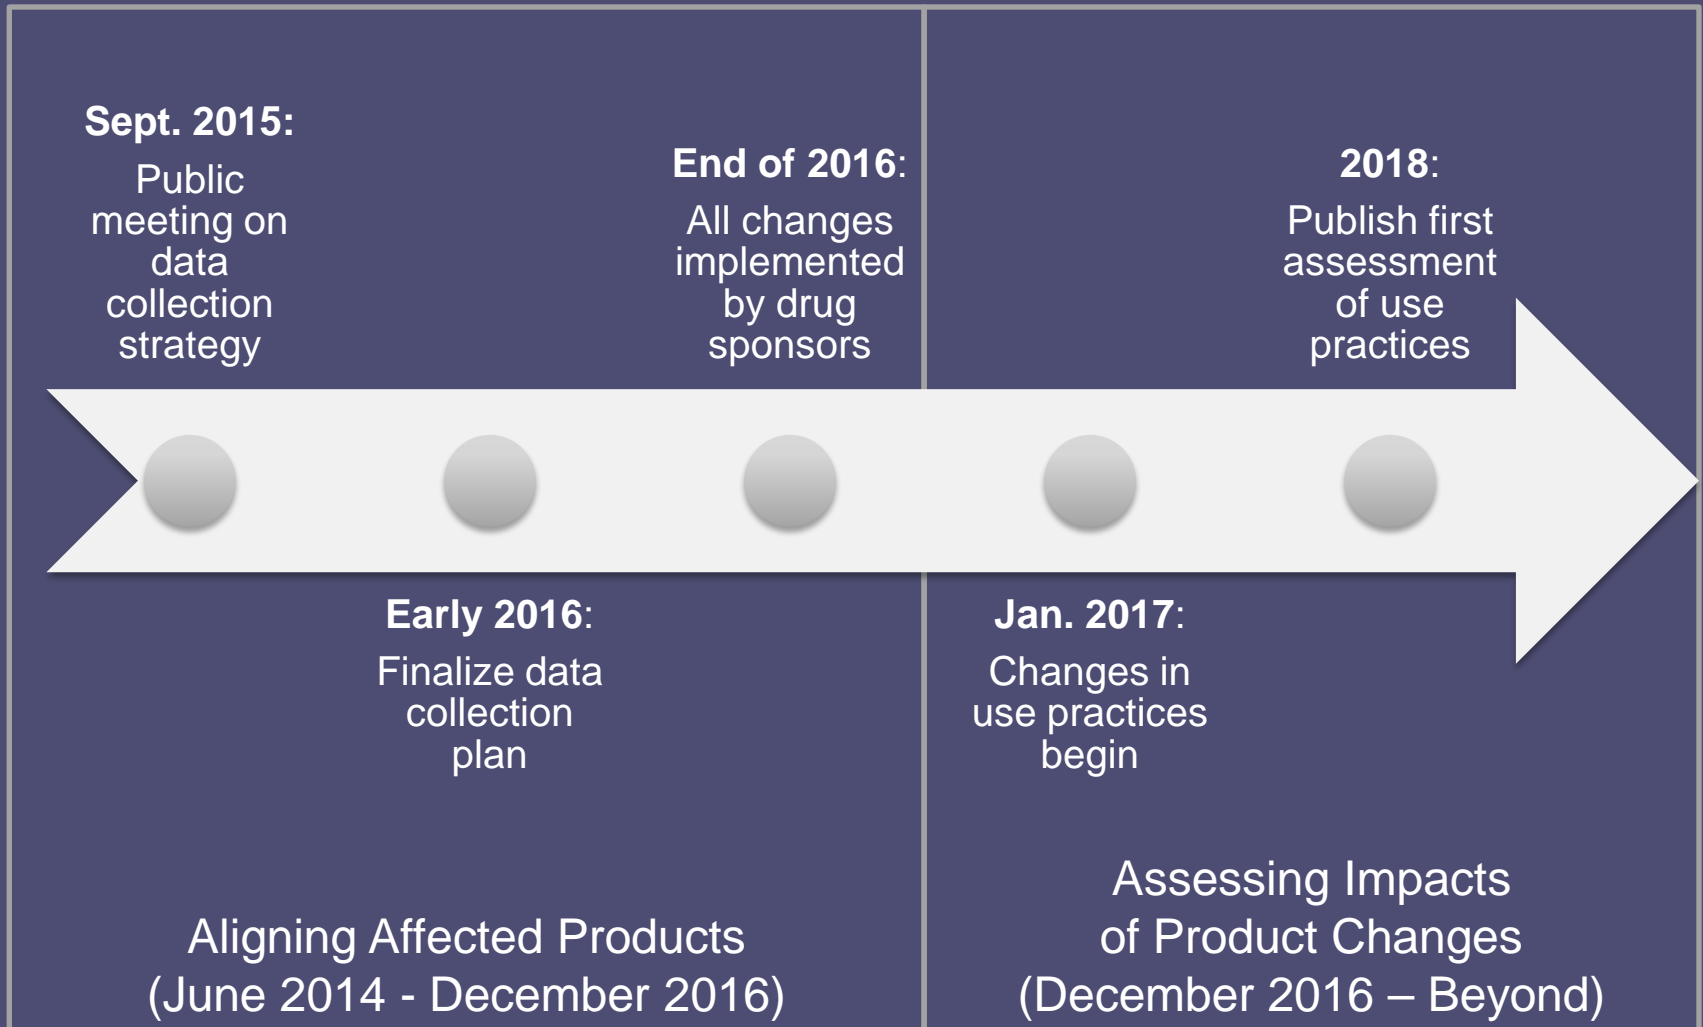 Sept. 2015:
Public
meeting on
data
collection
strategy
Early 2016:
Finalize data
collection
plan
End of 2016:
All changes
implemented
by drug
sponsors
Jan. 2017:
Changes in
use practices
begin
2018:
Publish first
assessment
of use
practices
Aligning Affected Products
(June 2014 - December 2016)
Assessing Impacts
of Product Changes
(December 2016 – Beyond)